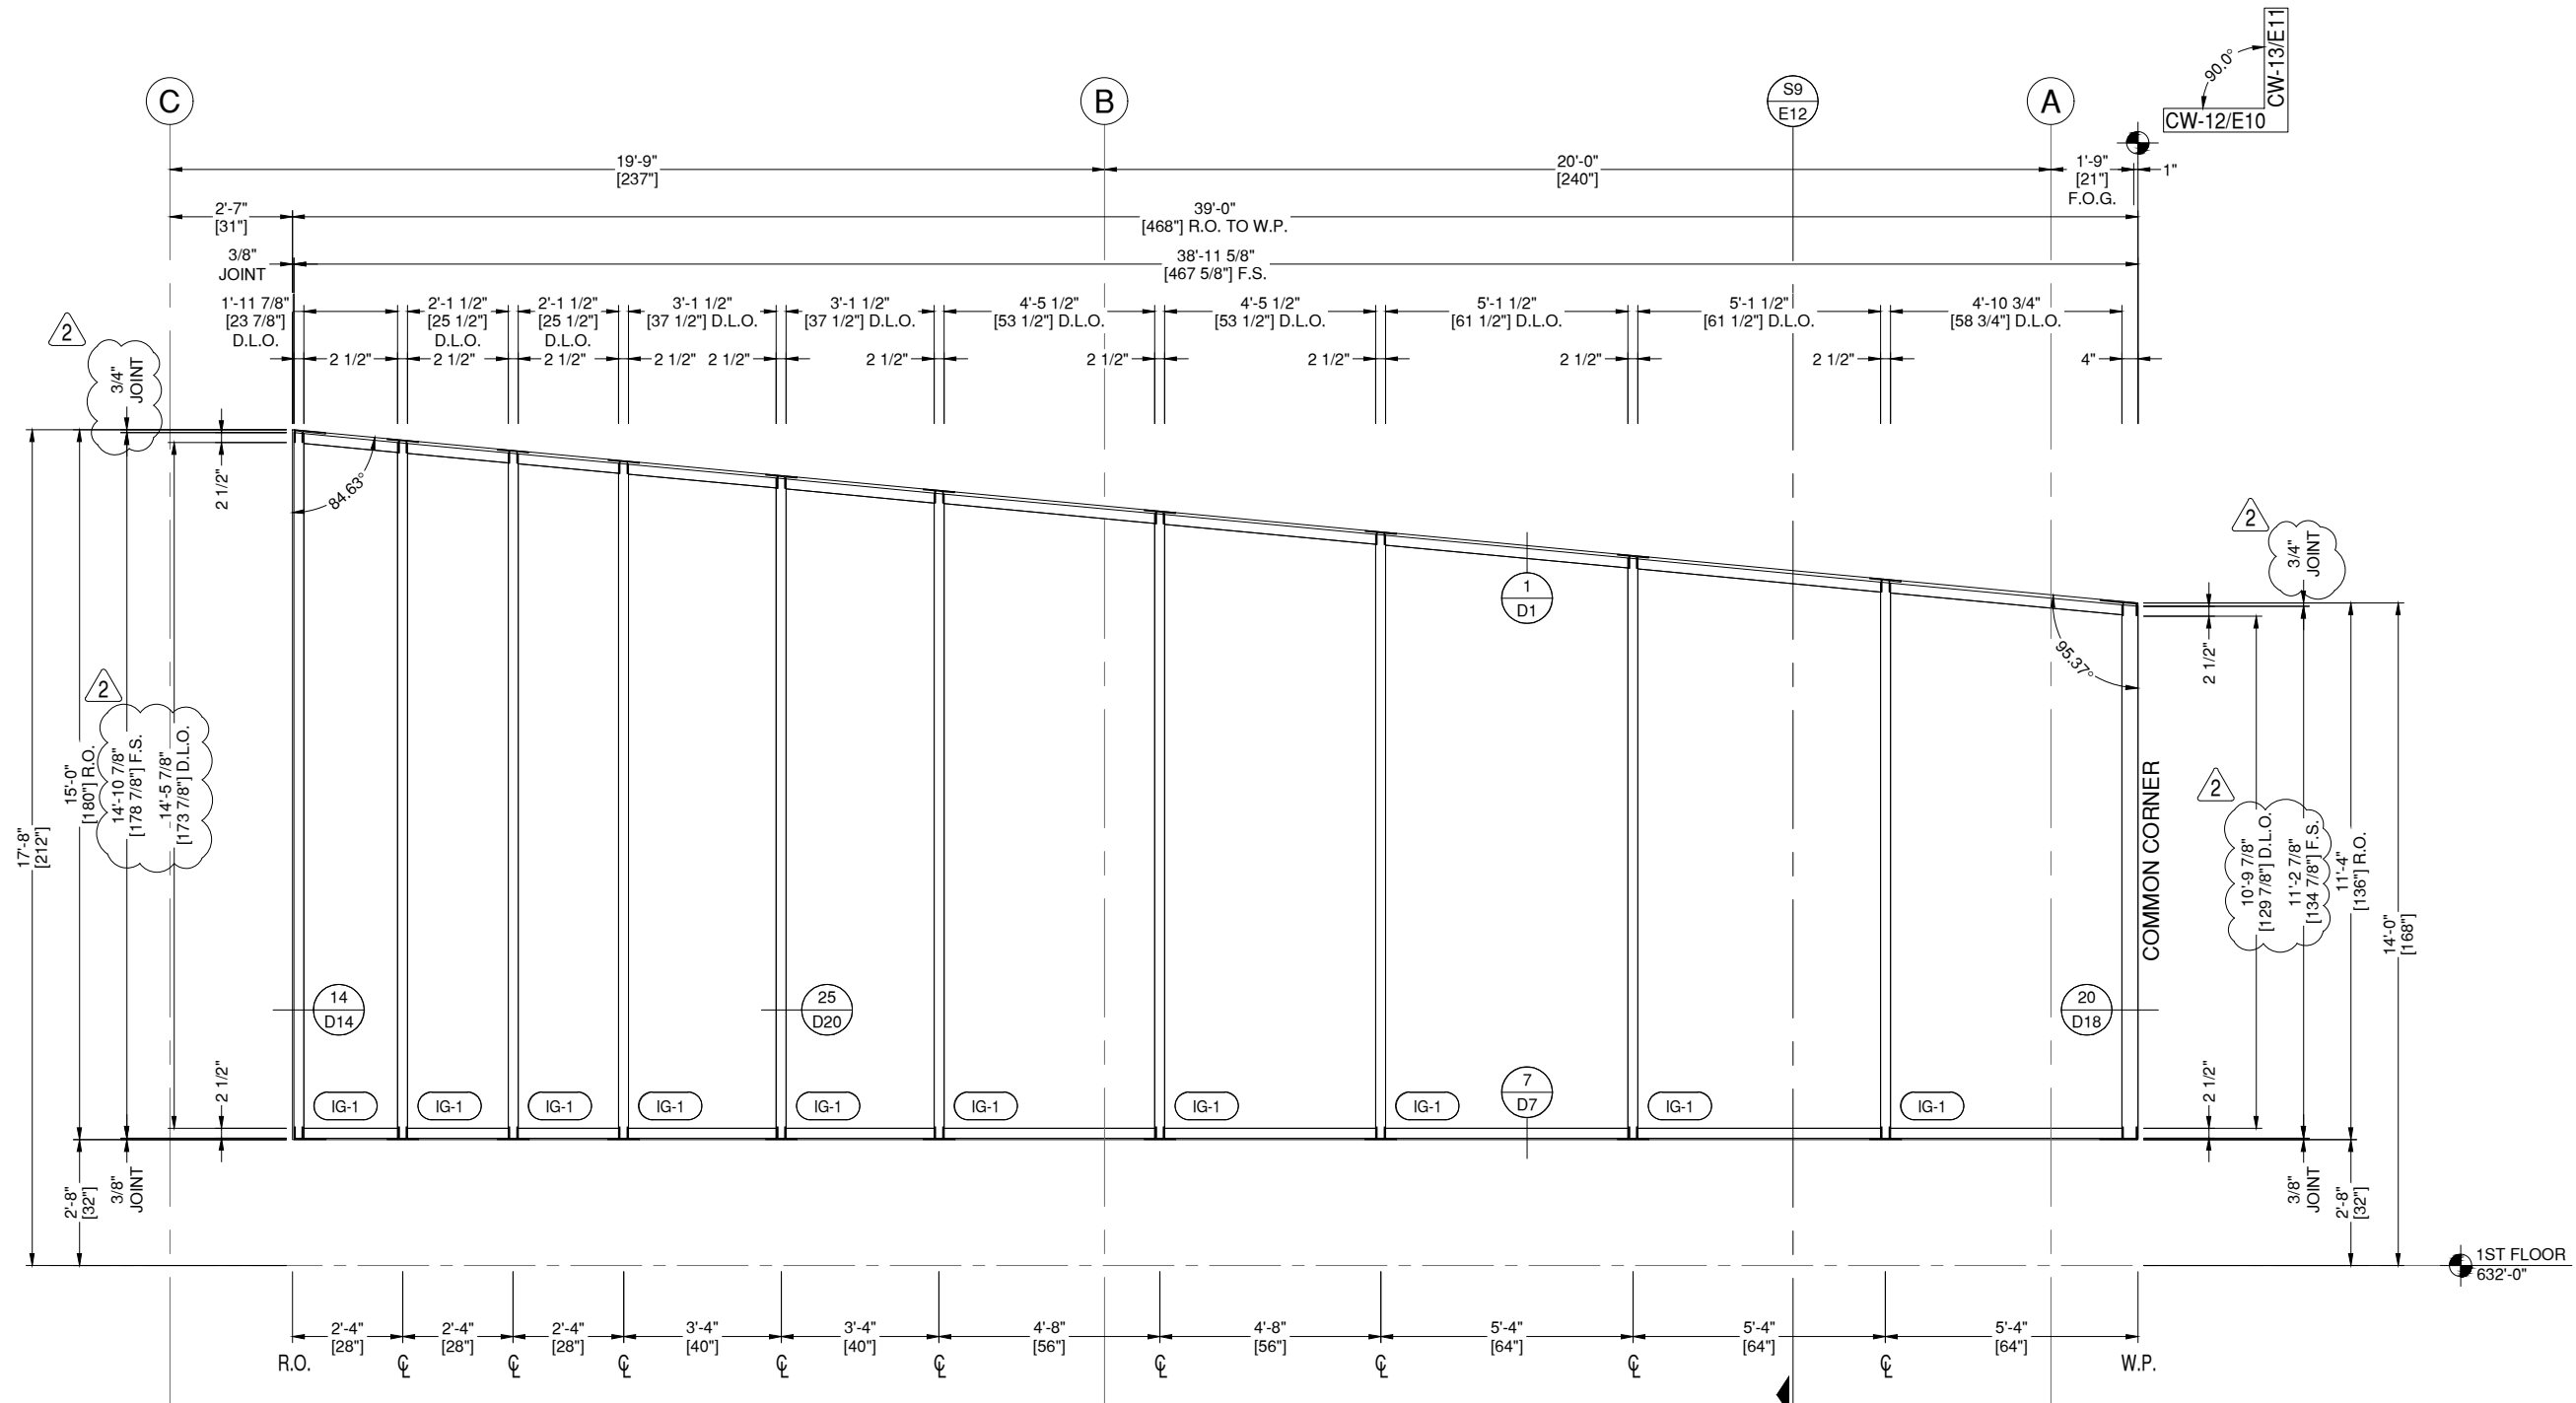 CW-13/E11
90.0°
CW-12/E10
C
B
S9
E12
A
19'-9"
[237"]
20'-0"
[240"]
1'-9"
[21"]
F.O.G.
1"
2'-7"
[31"]
39'-0"
[468"] R.O. TO W.P.
3/8"
JOINT
38'-11 5/8"
[467 5/8"] F.S.
1'-11 7/8"
[23 7/8"]
D.L.O.
2'-1 1/2"
[25 1/2"]
D.L.O.
2'-1 1/2"
[25 1/2"]
D.L.O.
3'-1 1/2"
[37 1/2"] D.L.O.
3'-1 1/2"
[37 1/2"] D.L.O.
4'-5 1/2"
[53 1/2"] D.L.O.
4'-5 1/2"
[53 1/2"] D.L.O.
5'-1 1/2"
[61 1/2"] D.L.O.
5'-1 1/2"
[61 1/2"] D.L.O.
4'-10 3/4"
[58 3/4"] D.L.O.
2 1/2"
2 1/2"
2 1/2"
2 1/2"
2 1/2"
2 1/2"
2 1/2"
2 1/2"
2 1/2"
2 1/2"
4"
2
3/4"
JOINT
2 1/2"
84.63°
2
3/4"
JOINT
2 1/2"
95.37°
1
D1
2
17'-8"
[212"]
15'-0"
[180"] R.O.
14'-10 7/8"
[178 7/8"] F.S.
14'-5 7/8"
[173 7/8"] D.L.O.
COMMON CORNER
2
10'-9 7/8"
[129 7/8"] D.L.O.
11'-2 7/8"
[134 7/8"] F.S.
11'-4"
[136"] R.O.
14'-0"
[168"]
14
D14
25
D20
20
D18
7
D7
2 1/2"
IG-1
IG-1
IG-1
IG-1
IG-1
IG-1
IG-1
IG-1
IG-1
IG-1
2 1/2"
2'-8"
[32"]
3/8"
JOINT
3/8"
JOINT
2'-8"
[32"]
1ST FLOOR
632'-0"
2'-4"
[28"]
2'-4"
[28"]
2'-4"
[28"]
3'-4"
[40"]
3'-4"
[40"]
4'-8"
[56"]
4'-8"
[56"]
5'-4"
[64"]
5'-4"
[64"]
5'-4"
[64"]
R.O.
℄
℄
℄
℄
℄
℄
℄
℄
℄
W.P.